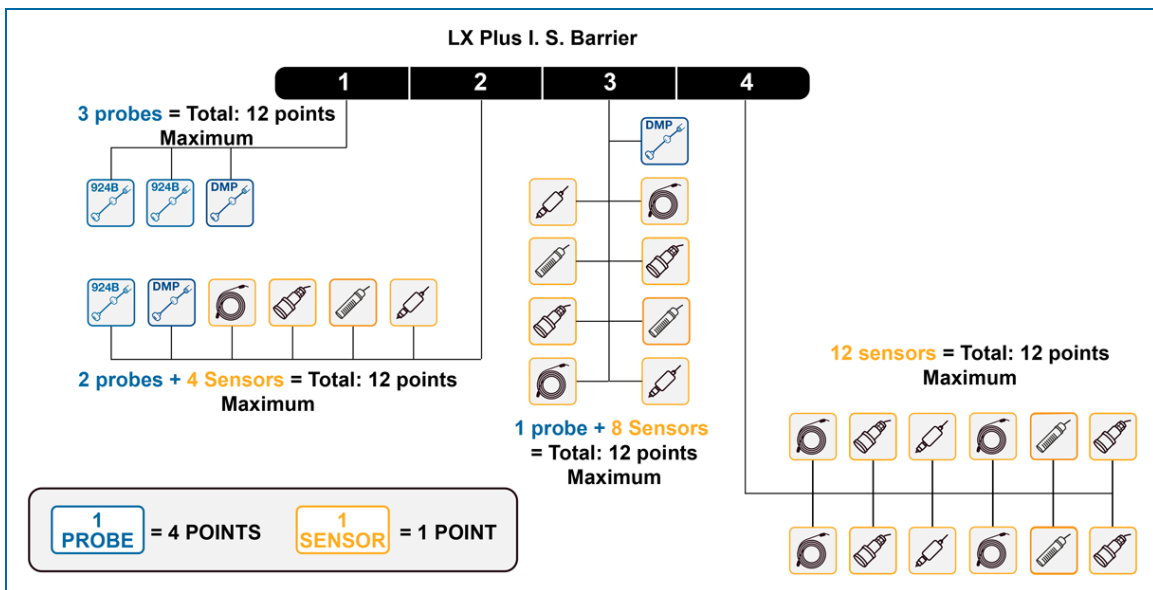 LX Plus I. S. Barrier
1 2 3 4
3 probes = Total: 12 points
Maximum
924B 924B DMP
924B DMP
2 probes + 4 Sensors = Total: 12 points
Maximum
DMP
1 probe + 8 Sensors
= Total: 12 points
Maximum
12 sensors = Total: 12 points
Maximum
1
PROBE = 4 POINTS
1
SENSOR = 1 POINT